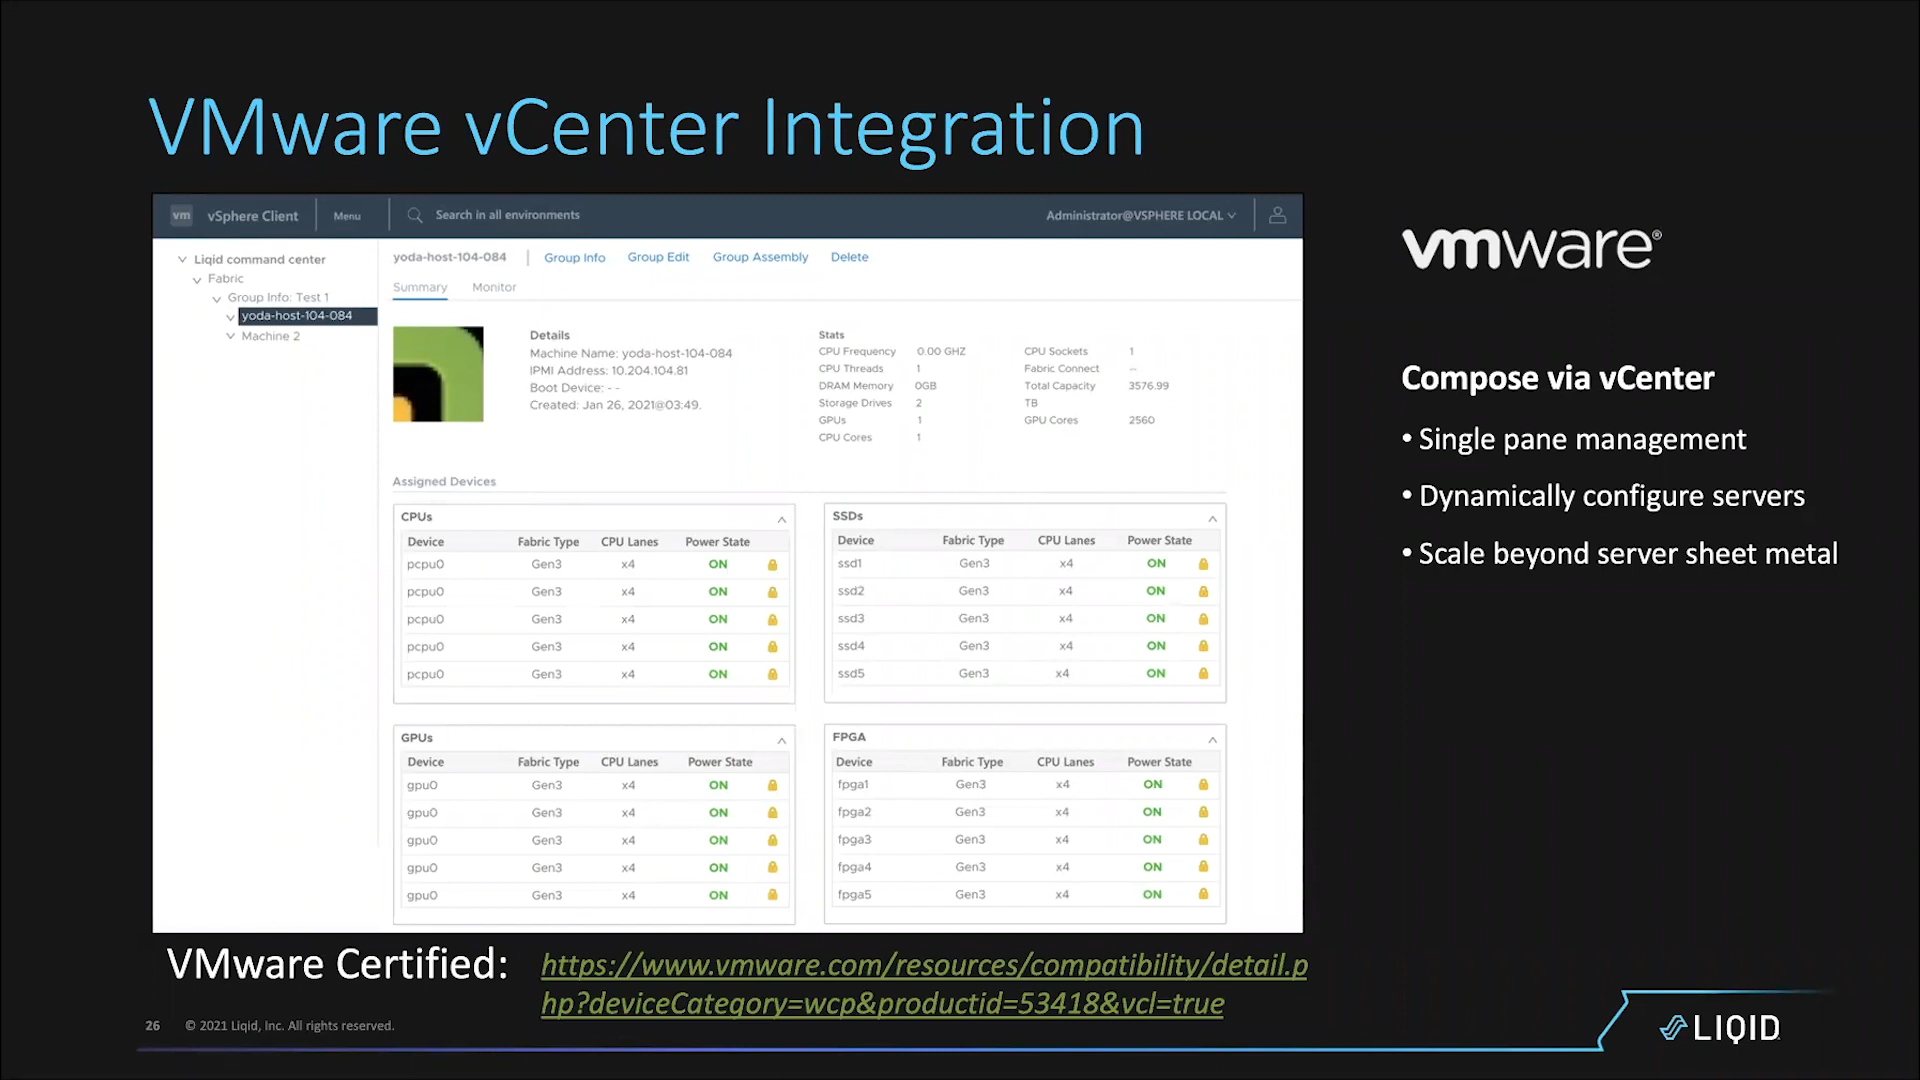 VMware vCenter Integration
vm vSphere Client Menu Search in all environments Administrator@VSPHERE LOCAL
Liqid command center
Fabric
Group Info: Test 1
yoda-host-104-084
Machine 2
yoda-host-104-084 Group Info Group Edit Group Assembly Delete
Summary Monitor
Details
Machine Name: yoda-host-104-084
IPMI Address: 10.204.104.81
Boot Device: - -
Created: Jan 26, 2021@03:49.
Stats
CPU Frequency 0.00 GHZ CPU Sockets 1
CPU Threads 1 Fabric Connect --
DRAM Memory 0GB Total Capacity 3576.99
Storage Drives 2 TB
GPUs 1 GPU Cores 2560
CPU Cores 1
Assigned Devices
CPUs
Device Fabric Type CPU Lanes Power State
pcpu0 Gen3 x4 ON
pcpu0 Gen3 x4 ON
pcpu0 Gen3 x4 ON
pcpu0 Gen3 x4 ON
pcpu0 Gen3 x4 ON
SSDs
Device Fabric Type CPU Lanes Power State
ssd1 Gen3 x4 ON
ssd2 Gen3 x4 ON
ssd3 Gen3 x4 ON
ssd4 Gen3 x4 ON
ssd5 Gen3 x4 ON
GPUs
Device Fabric Type CPU Lanes Power State
gpu0 Gen3 x4 ON
gpu0 Gen3 x4 ON
gpu0 Gen3 x4 ON
gpu0 Gen3 x4 ON
gpu0 Gen3 x4 ON
FPGA
Device Fabric Type CPU Lanes Power State
fpga1 Gen3 x4 ON
fpga2 Gen3 x4 ON
fpga3 Gen3 x4 ON
fpga4 Gen3 x4 ON
fpga5 Gen3 x4 ON
vmware®
Compose via vCenter
• Single pane management
• Dynamically configure servers
• Scale beyond server sheet metal
VMware Certified: https://www.vmware.com/resources/compatibility/detail.p
hp?deviceCategory=wcp&productid=53418&vcl=true
26 © 2021 Liqid, Inc. All rights reserved.
LIQID